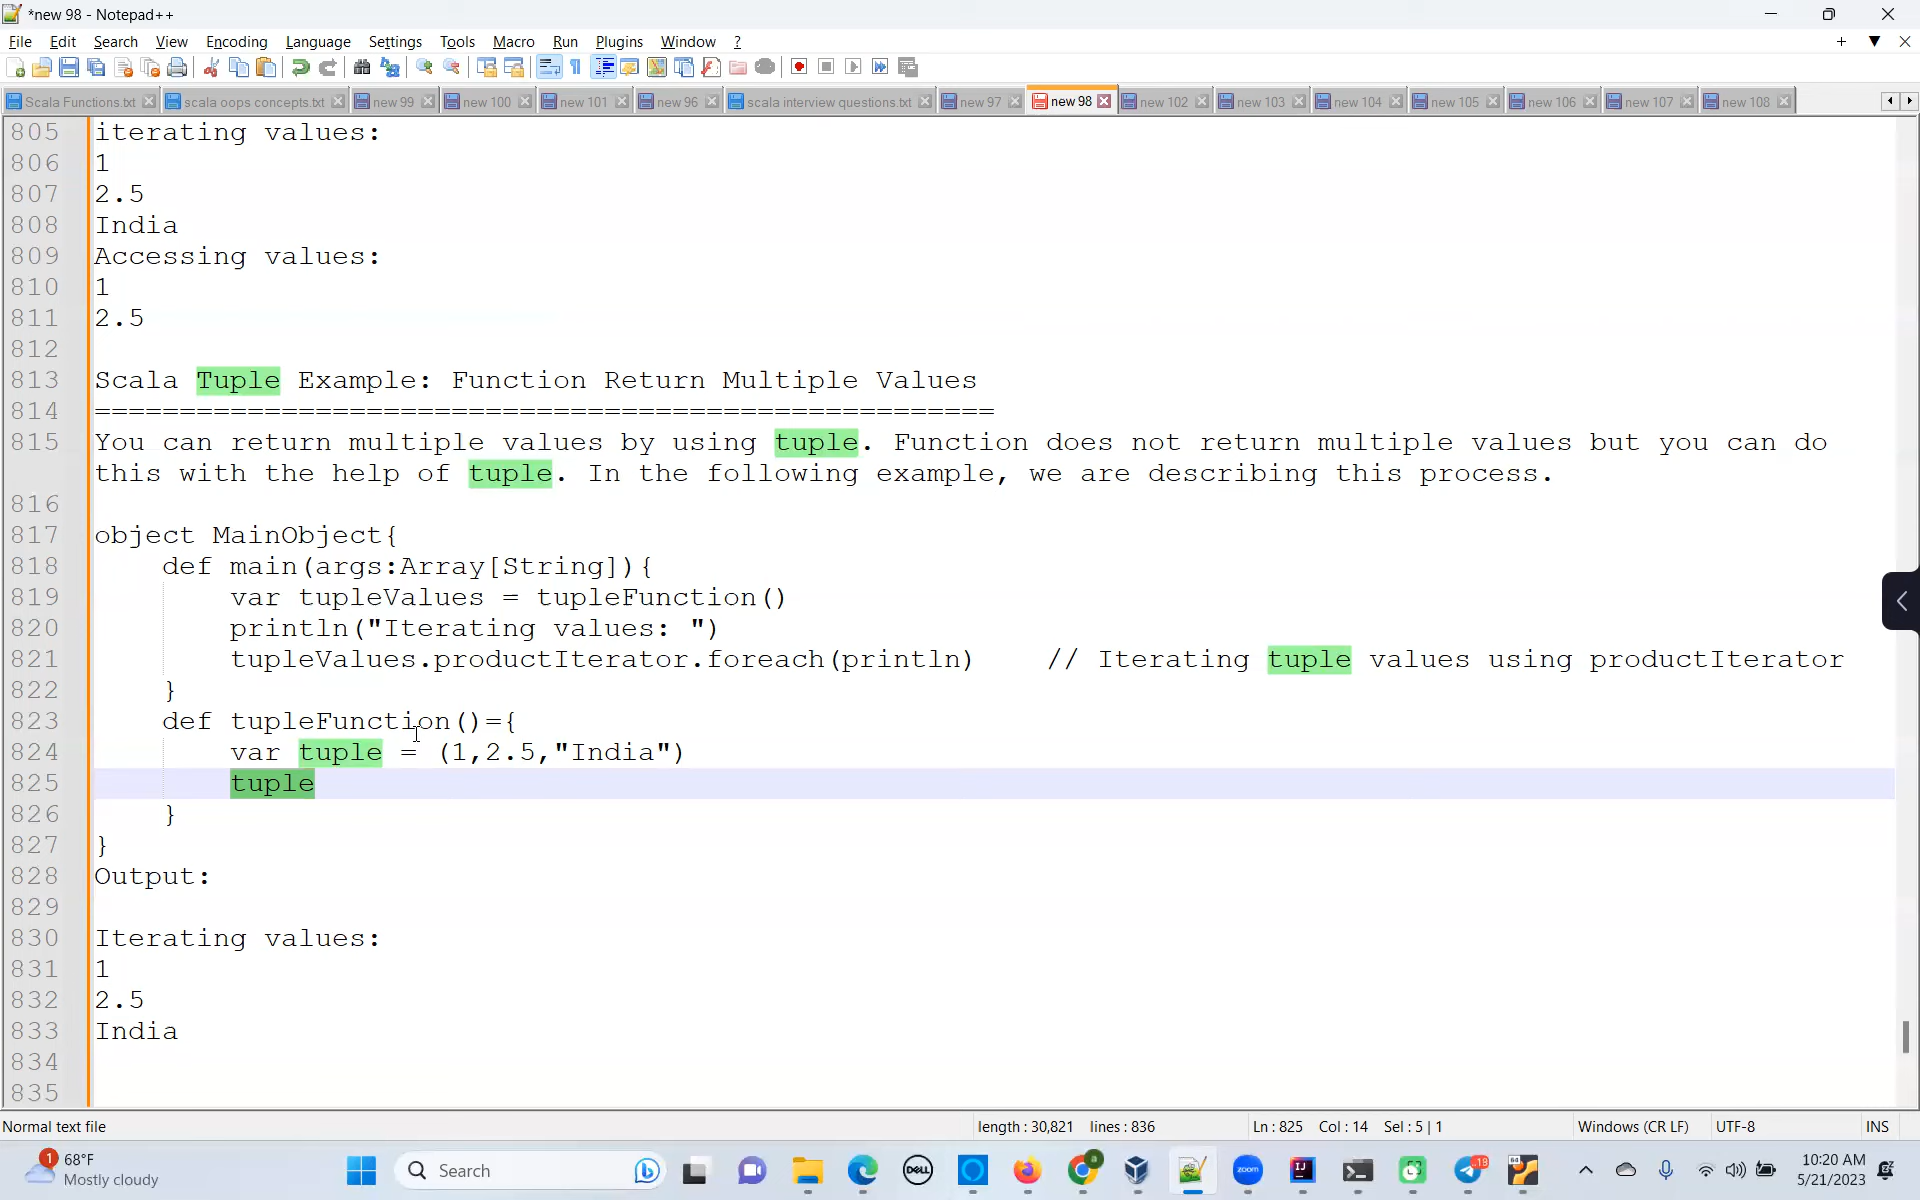 *new 98 - Notepad++
File Edit Search View Encoding Language Settings Tools Macro Run Plugins Window ?
Scala Functions.txt scala oops concepts.txt new 99 new 100 new 101 new 96 scala interview questions.txt new 97 new 98 new 102 new 103 new 104 new 105 new 106 new 107 new 108
805 iterating values:
806 1
807 2.5
808 India
809 Accessing values:
810 1
811 2.5
812
813 Scala Tuple Example: Function Return Multiple Values
814 =====================================================
815 You can return multiple values by using tuple. Function does not return multiple values but you can do
this with the help of tuple. In the following example, we are describing this process.
816
817 object MainObject{
818 def main(args:Array[String]){
819 var tupleValues = tupleFunction()
820 println("Iterating values: ")
821 tupleValues.productIterator.foreach(println) // Iterating tuple values using productIterator
822 }
823 def tupleFunction()={
824 var tuple = (1,2.5,"India")
825 tuple
826 }
827 }
828 Output:
829
830 Iterating values:
831 1
832 2.5
833 India
834
835
Normal text file length : 30,821 lines : 836 Ln : 825 Col : 14 Sel : 5 | 1 Windows (CR LF) UTF-8 INS
1 68°F
Mostly cloudy
Search
DELL
zoom
IJ
19
64
10:20 AM
5/21/2023